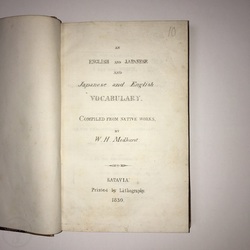 AN
ENGLISH AND JAPANESE
AND
Japanese and English
VOCABULARY.
COMPILED FROM NATIVE WORKS,
BY
W. H. Medhurst
BATAVIA:
Printed by Lithography
1830